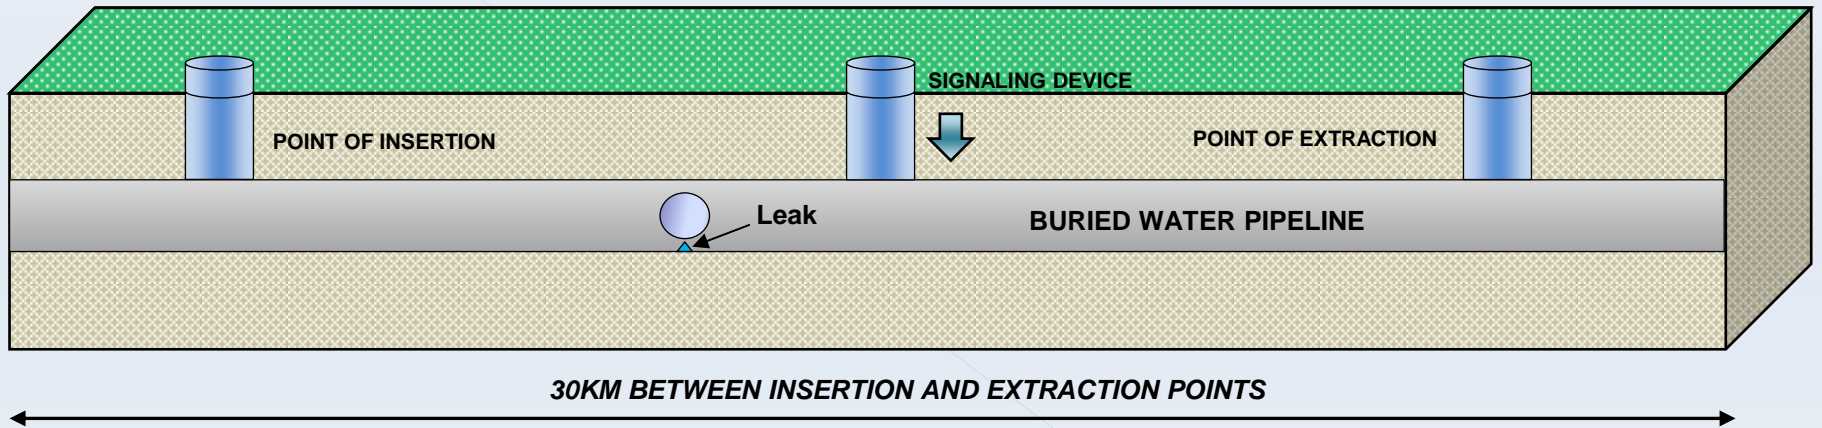 SIGNALING DEVICE
POINT OF INSERTION
POINT OF EXTRACTION
Leak
BURIED WATER PIPELINE
30KM BETWEEN INSERTION AND EXTRACTION POINTS